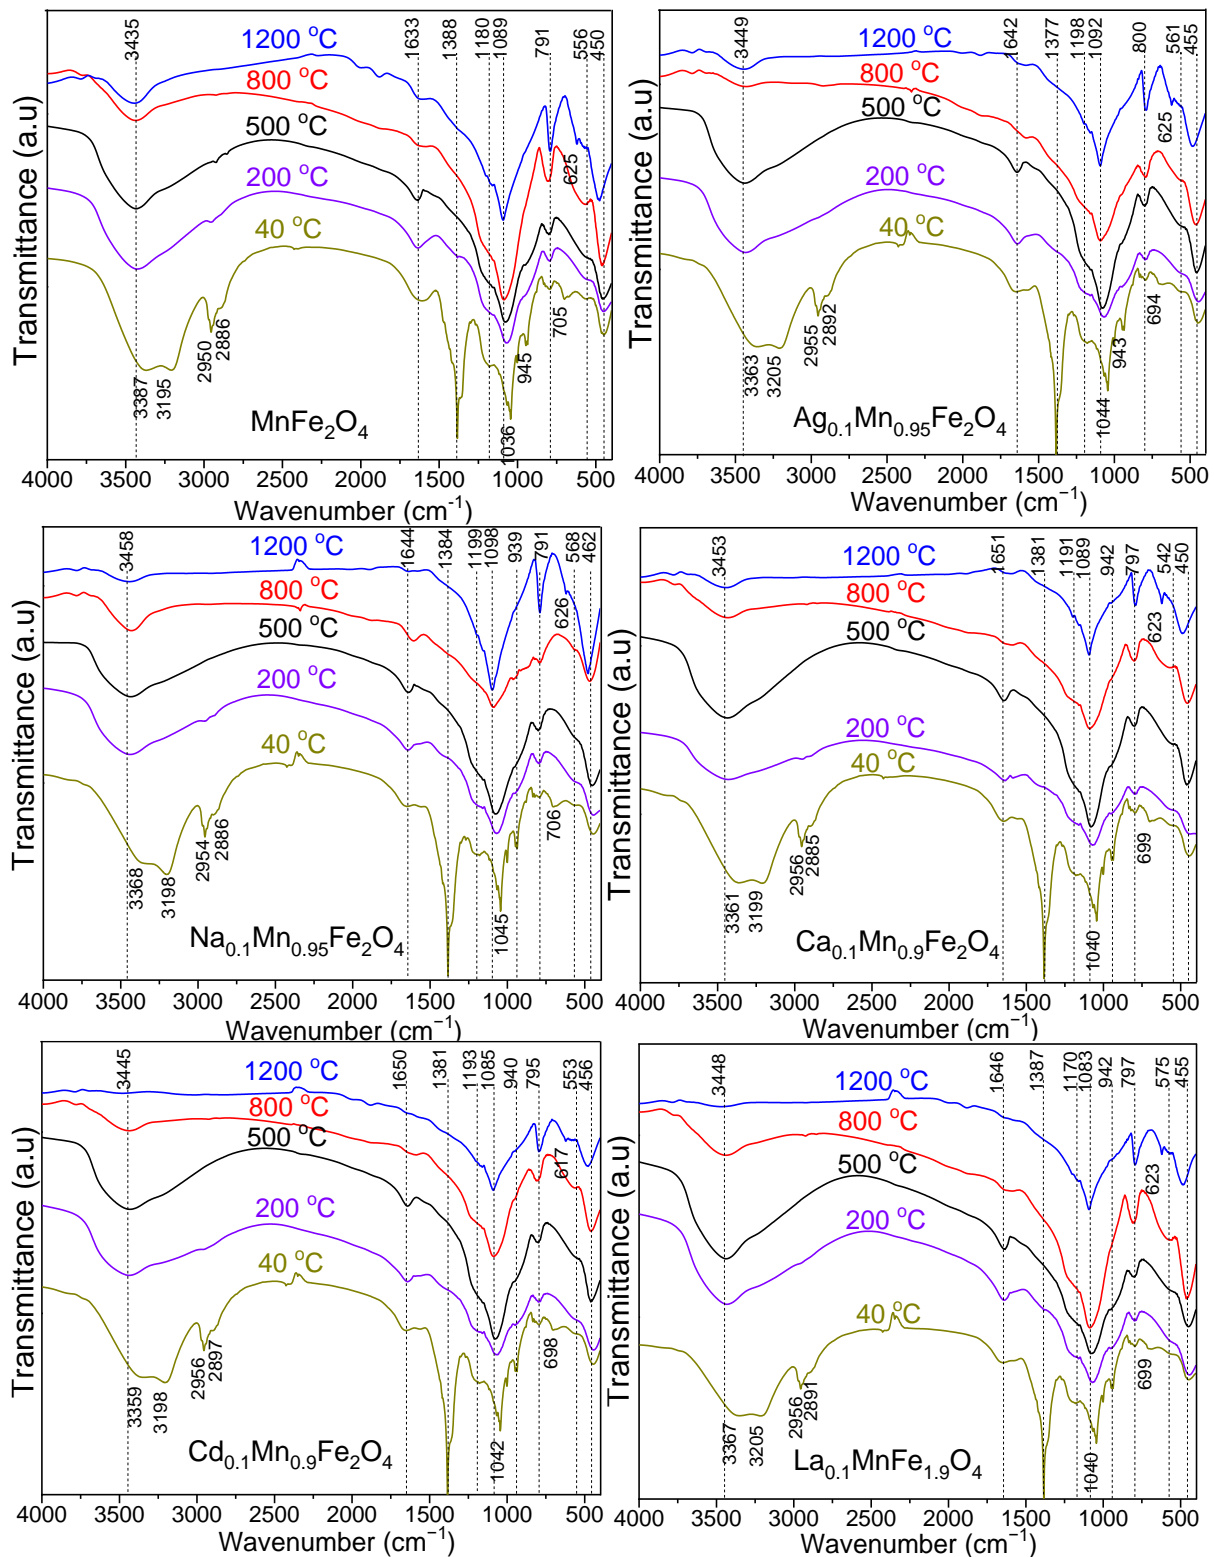 Transmittance (a.u)
3435
1633
1388
1180
1089
791
556
450
1200 °C
800 °C
500 °C
200 °C
40 °C
625
3387
3195
2950
2886
1036
945
705
MnFe₂O₄
4000 3500 3000 2500 2000 1500 1000 500
Wavenumber (cm⁻¹)
Transmittance (a.u)
3449
1642
1377
1198
1092
800
561
455
1200 °C
800 °C
500 °C
200 °C
40 °C
625
3363
3205
2955
2892
1044
943
694
Ag₀.₁Mn₀.₉₅Fe₂O₄
4000 3500 3000 2500 2000 1500 1000 500
Wavenumber (cm⁻¹)
Transmittance (a.u)
3458
1644
1384
1199
1098
939
791
568
462
1200 °C
800 °C
500 °C
200 °C
40 °C
626
3368
3198
2954
2886
1045
706
Na₀.₁Mn₀.₉₅Fe₂O₄
4000 3500 3000 2500 2000 1500 1000 500
Wavenumber (cm⁻¹)
Transmittance (a.u)
3453
1651
1381
1191
1089
942
797
542
450
1200 °C
800 °C
500 °C
200 °C
40 °C
623
3361
3199
2956
2885
1040
699
Ca₀.₁Mn₀.₉Fe₂O₄
4000 3500 3000 2500 2000 1500 1000 500
Wavenumber (cm⁻¹)
Transmittance (a.u)
3445
1650
1381
1193
1085
940
795
553
456
1200 °C
800 °C
500 °C
200 °C
40 °C
617
3359
3198
2956
2897
1042
698
Cd₀.₁Mn₀.₉Fe₂O₄
4000 3500 3000 2500 2000 1500 1000 500
Wavenumber (cm⁻¹)
Transmittance (a.u)
3448
1646
1387
1170
1083
942
797
575
455
1200 °C
800 °C
500 °C
200 °C
40 °C
623
3367
3205
2956
2891
1040
699
La₀.₁MnFe₁.₉O₄
4000 3500 3000 2500 2000 1500 1000 500
Wavenumber (cm⁻¹)